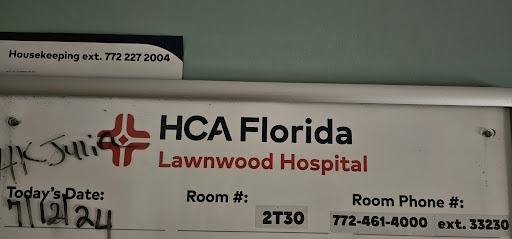 Housekeeping ext. 772 227 2004
HCA Florida
HK Julia
Lawnwood Hospital
Today's Date:
Room #:
Room Phone #:
7/12/24
2T30
772-461-4000 ext. 33230